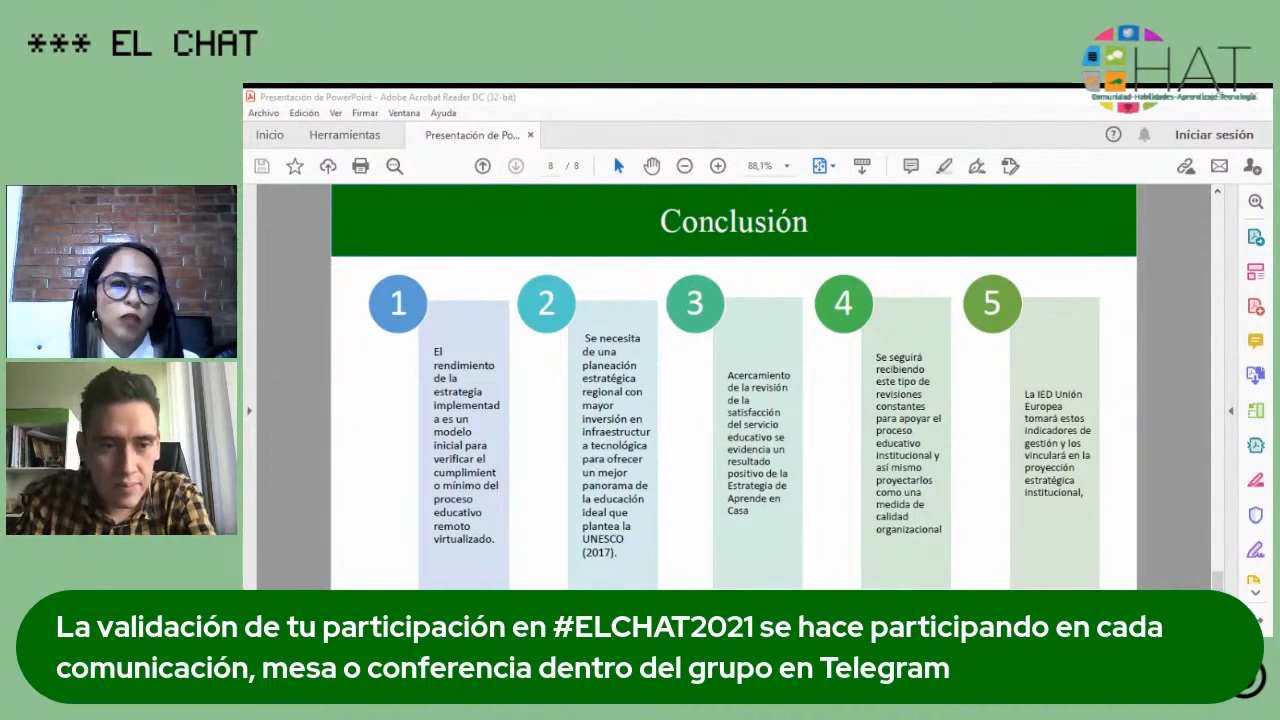 *** EL CHAT
HAT
Comunidad-Habilidades-Aprendizaje-Tecnología
Presentación de PowerPoint - Adobe Acrobat Reader DC (32-bit)
Archivo Edición Ver Firmar Ventana Ayuda
Inicio Herramientas Presentación de Po... × Iniciar sesión
8 / 8 88,1%
Conclusión
1
El
rendimiento
de la
estrategia
implementad
a es un
modelo
inicial para
verificar el
cumplimient
o mínimo del
proceso
educativo
remoto
virtualizado.
2
Se necesita
de una
planeación
estratégica
regional con
mayor
inversión en
infraestructur
a tecnológica
para ofrecer
un mejor
panorama de
la educación
ideal que
plantea la
UNESCO
(2017).
3
Acercamiento
de la revisión
de la
satisfacción
del servicio
educativo se
evidencia un
resultado
positivo de la
Estrategia de
Aprende en
Casa
4
Se seguirá
recibiendo
este tipo de
revisiones
constantes
para apoyar el
proceso
educativo
institucional y
así mismo
proyectarlos
como una
medida de
calidad
organizacional
5
La IED Unión
Europea
tomará estos
indicadores de
gestión y los
vinculará en la
proyección
estratégica
institucional,
La validación de tu participación en #ELCHAT2021 se hace participando en cada
comunicación, mesa o conferencia dentro del grupo en Telegram